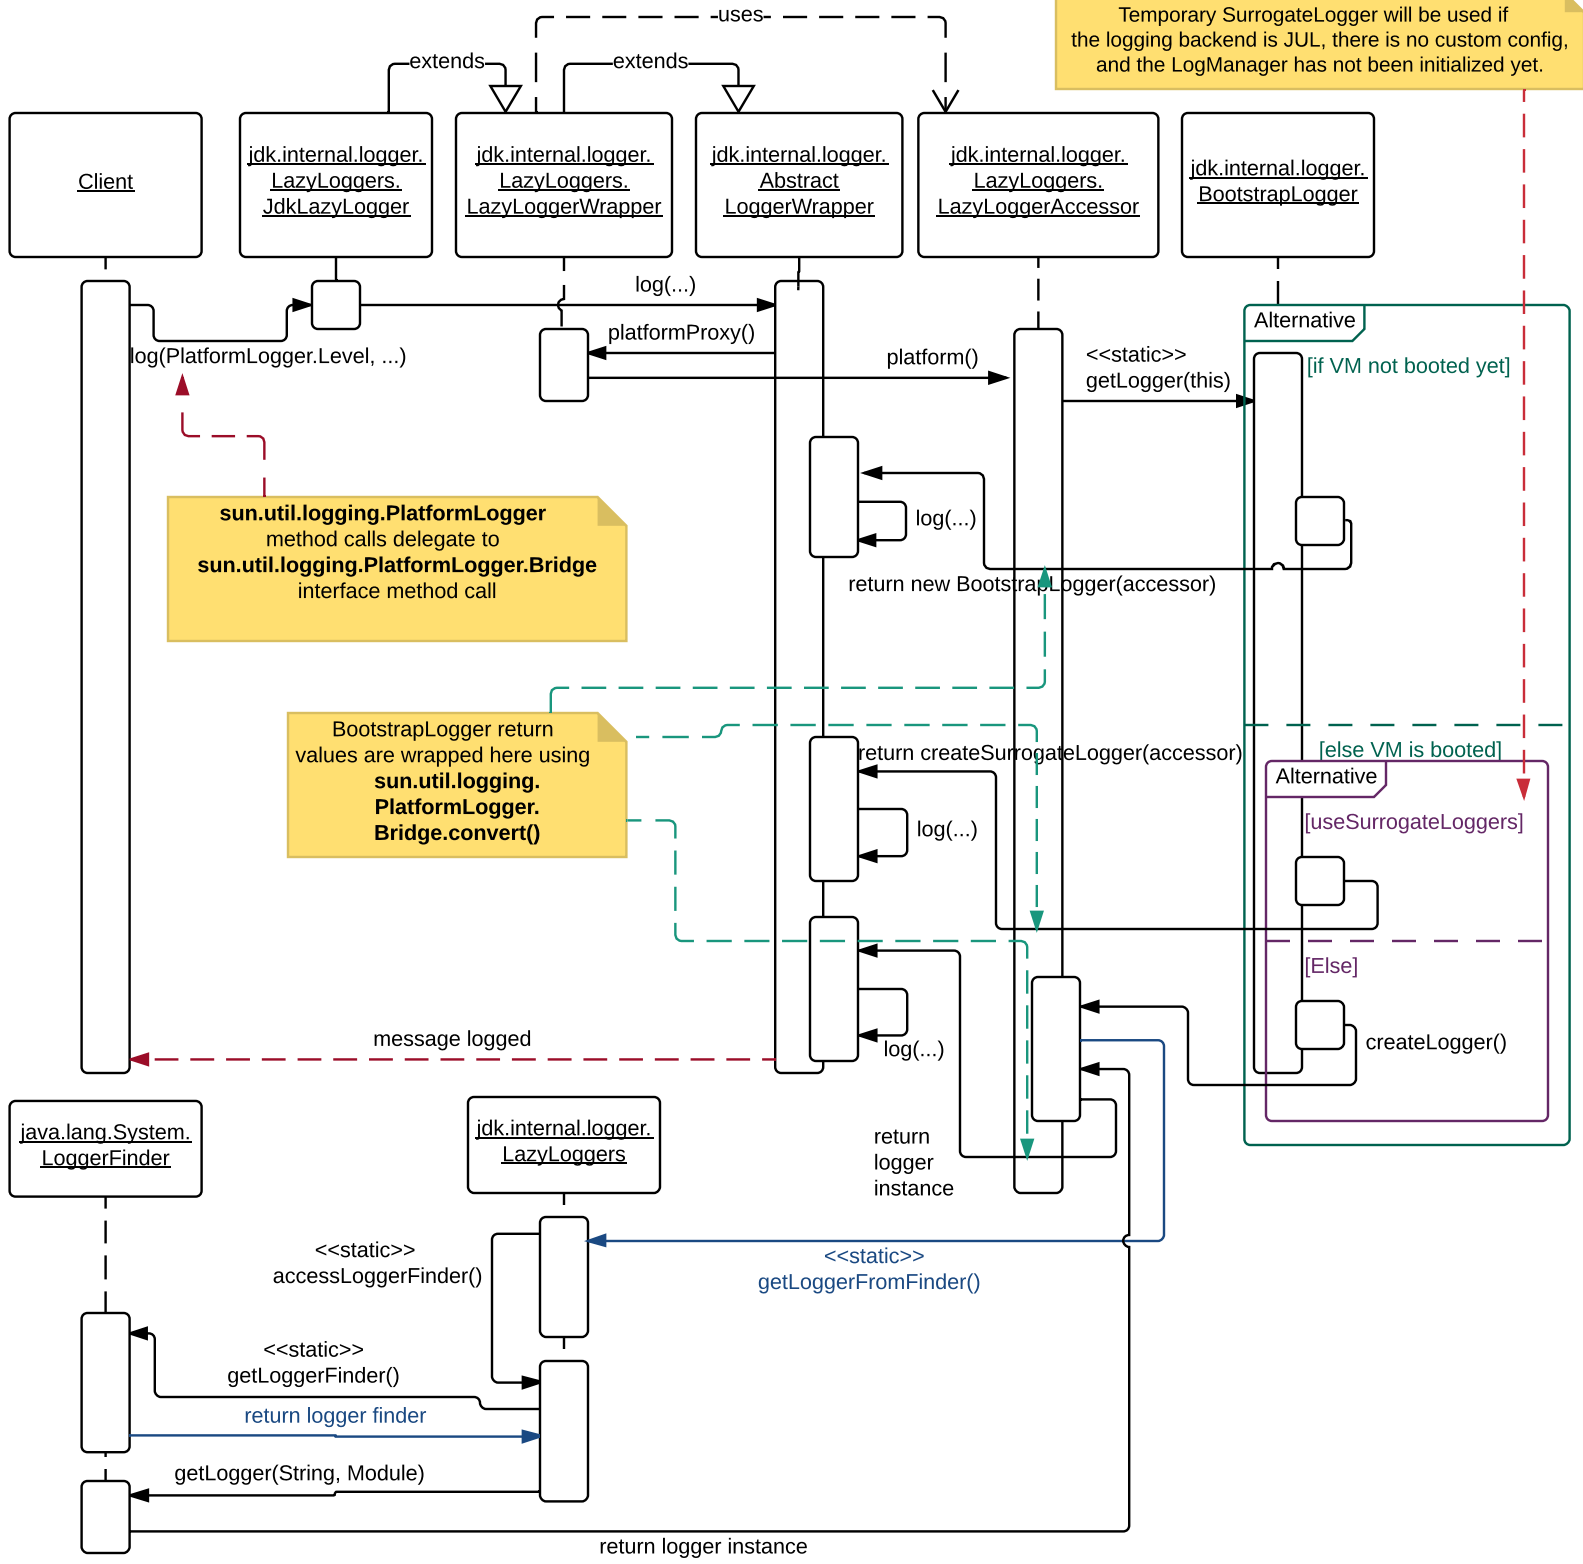 uses
Temporary SurrogateLogger will be used if
the logging backend is JUL, there is no custom config,
and the LogManager has not been initialized yet.
extends
extends
Client
jdk.internal.logger.
LazyLoggers.
JdkLazyLogger
jdk.internal.logger.
LazyLoggers.
LazyLoggerWrapper
jdk.internal.logger.
Abstract
LoggerWrapper
jdk.internal.logger.
LazyLoggers.
LazyLoggerAccessor
jdk.internal.logger.
BootstrapLogger
log(...)
log(PlatformLogger.Level, ...)
platformProxy()
platform()
<<static>>
getLogger(this)
Alternative
[if VM not booted yet]
sun.util.logging.PlatformLogger
method calls delegate to
sun.util.logging.PlatformLogger.Bridge
interface method call
log(...)
return new BootstrapLogger(accessor)
BootstrapLogger return
values are wrapped here using
sun.util.logging.
PlatformLogger.
Bridge.convert()
return createSurrogateLogger(accessor)
[else VM is booted]
Alternative
[useSurrogateLoggers]
log(...)
[Else]
message logged
log(...)
createLogger()
return
logger
instance
java.lang.System.
LoggerFinder
jdk.internal.logger.
LazyLoggers
<<static>>
accessLoggerFinder()
<<static>>
getLoggerFromFinder()
<<static>>
getLoggerFinder()
return logger finder
getLogger(String, Module)
return logger instance